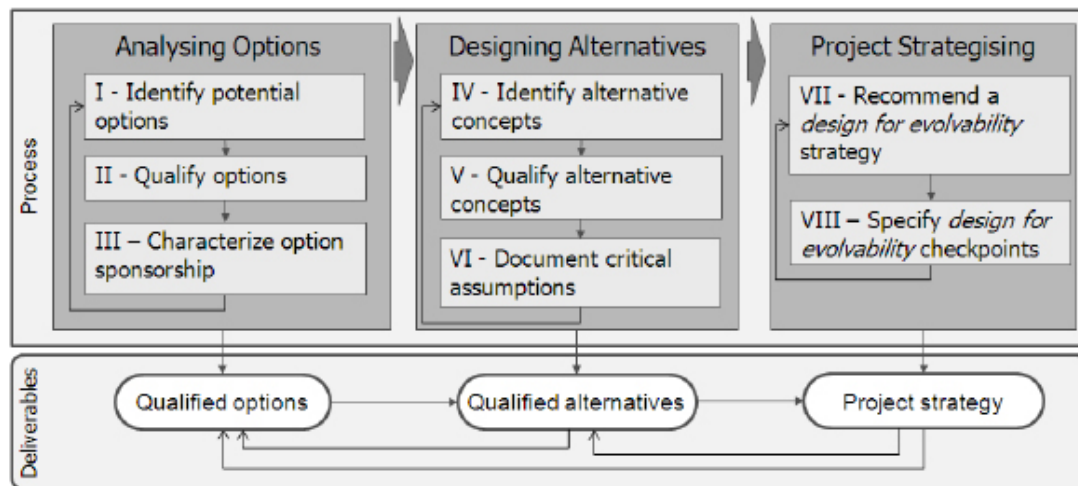 Process
Analysing Options
I - Identify potential
options
II - Qualify options
III – Characterize option
sponsorship
Designing Alternatives
IV - Identify alternative
concepts
V - Qualify alternative
concepts
VI - Document critical
assumptions
Project Strategising
VII - Recommend a
design for evolvability
strategy
VIII – Specify design for
evolvability checkpoints
Deliverables
Qualified options
Qualified alternatives
Project strategy